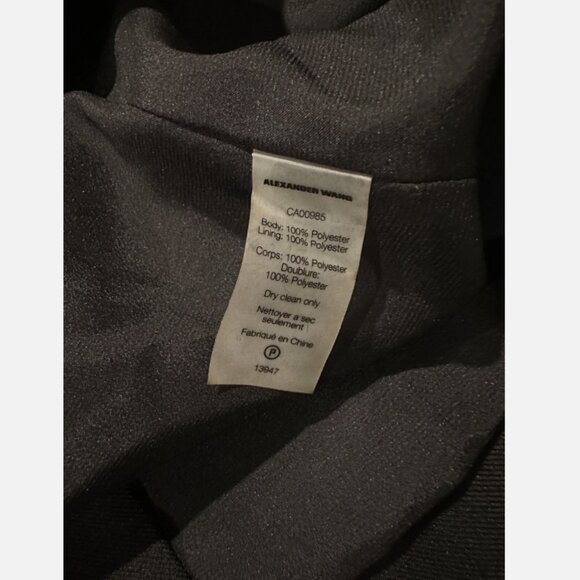 ALEXANDER WANG
CA00985
Body: 100% Polyester
Lining: 100% Polyester
Corps: 100% Polyester
Doublure:
100% Polyester
Dry clean only
Nettoyer a sec
seulement
Fabriqué en Chine
P
13947